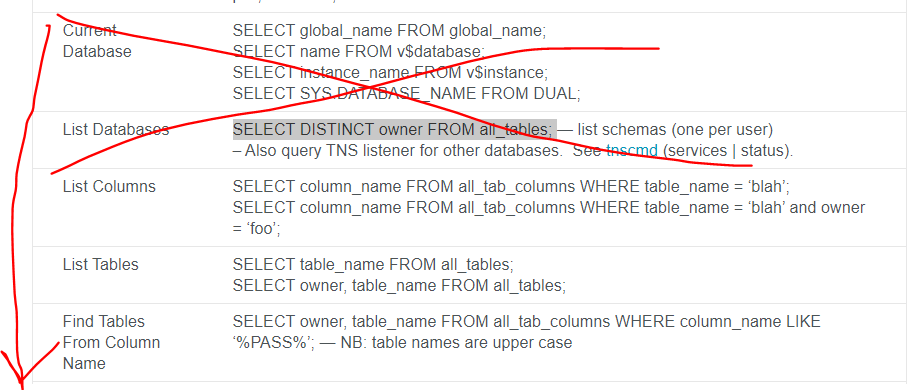 Current
Database
SELECT global_name FROM global_name;
SELECT name FROM v$database;
SELECT instance_name FROM v$instance;
SELECT SYS.DATABASE_NAME FROM DUAL;
List Databases
SELECT DISTINCT owner FROM all_tables; — list schemas (one per user)
– Also query TNS listener for other databases.  See tnscmd (services | status).
List Columns
SELECT column_name FROM all_tab_columns WHERE table_name = ‘blah’;
SELECT column_name FROM all_tab_columns WHERE table_name = ‘blah’ and owner
= ‘foo’;
List Tables
SELECT table_name FROM all_tables;
SELECT owner, table_name FROM all_tables;
Find Tables
From Column
Name
SELECT owner, table_name FROM all_tab_columns WHERE column_name LIKE
‘%PASS%’; — NB: table names are upper case